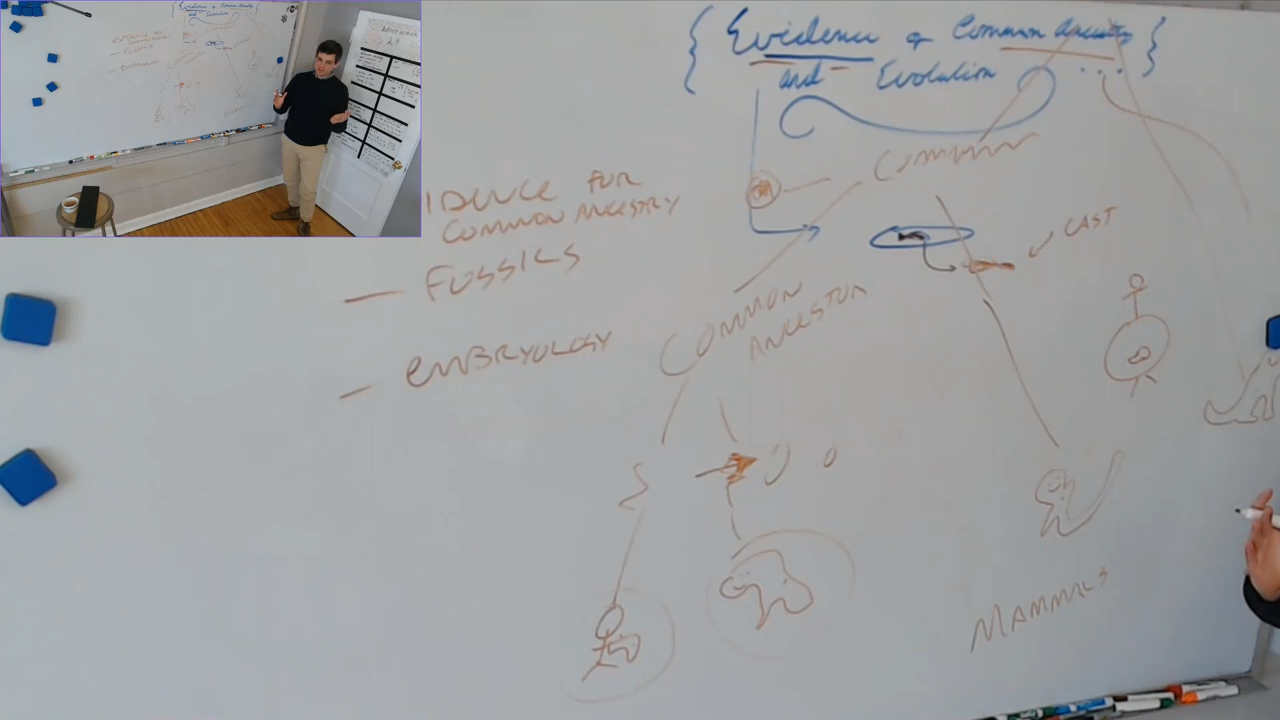 { Evidence of Common Ancestry }
and Evolution ...
IDENCE FOR
COMMON ANCESTRY
— FOSSILS
— EMBRYOLOGY
COMMON
CAST
COMMON
ANCESTOR
MAMMALS